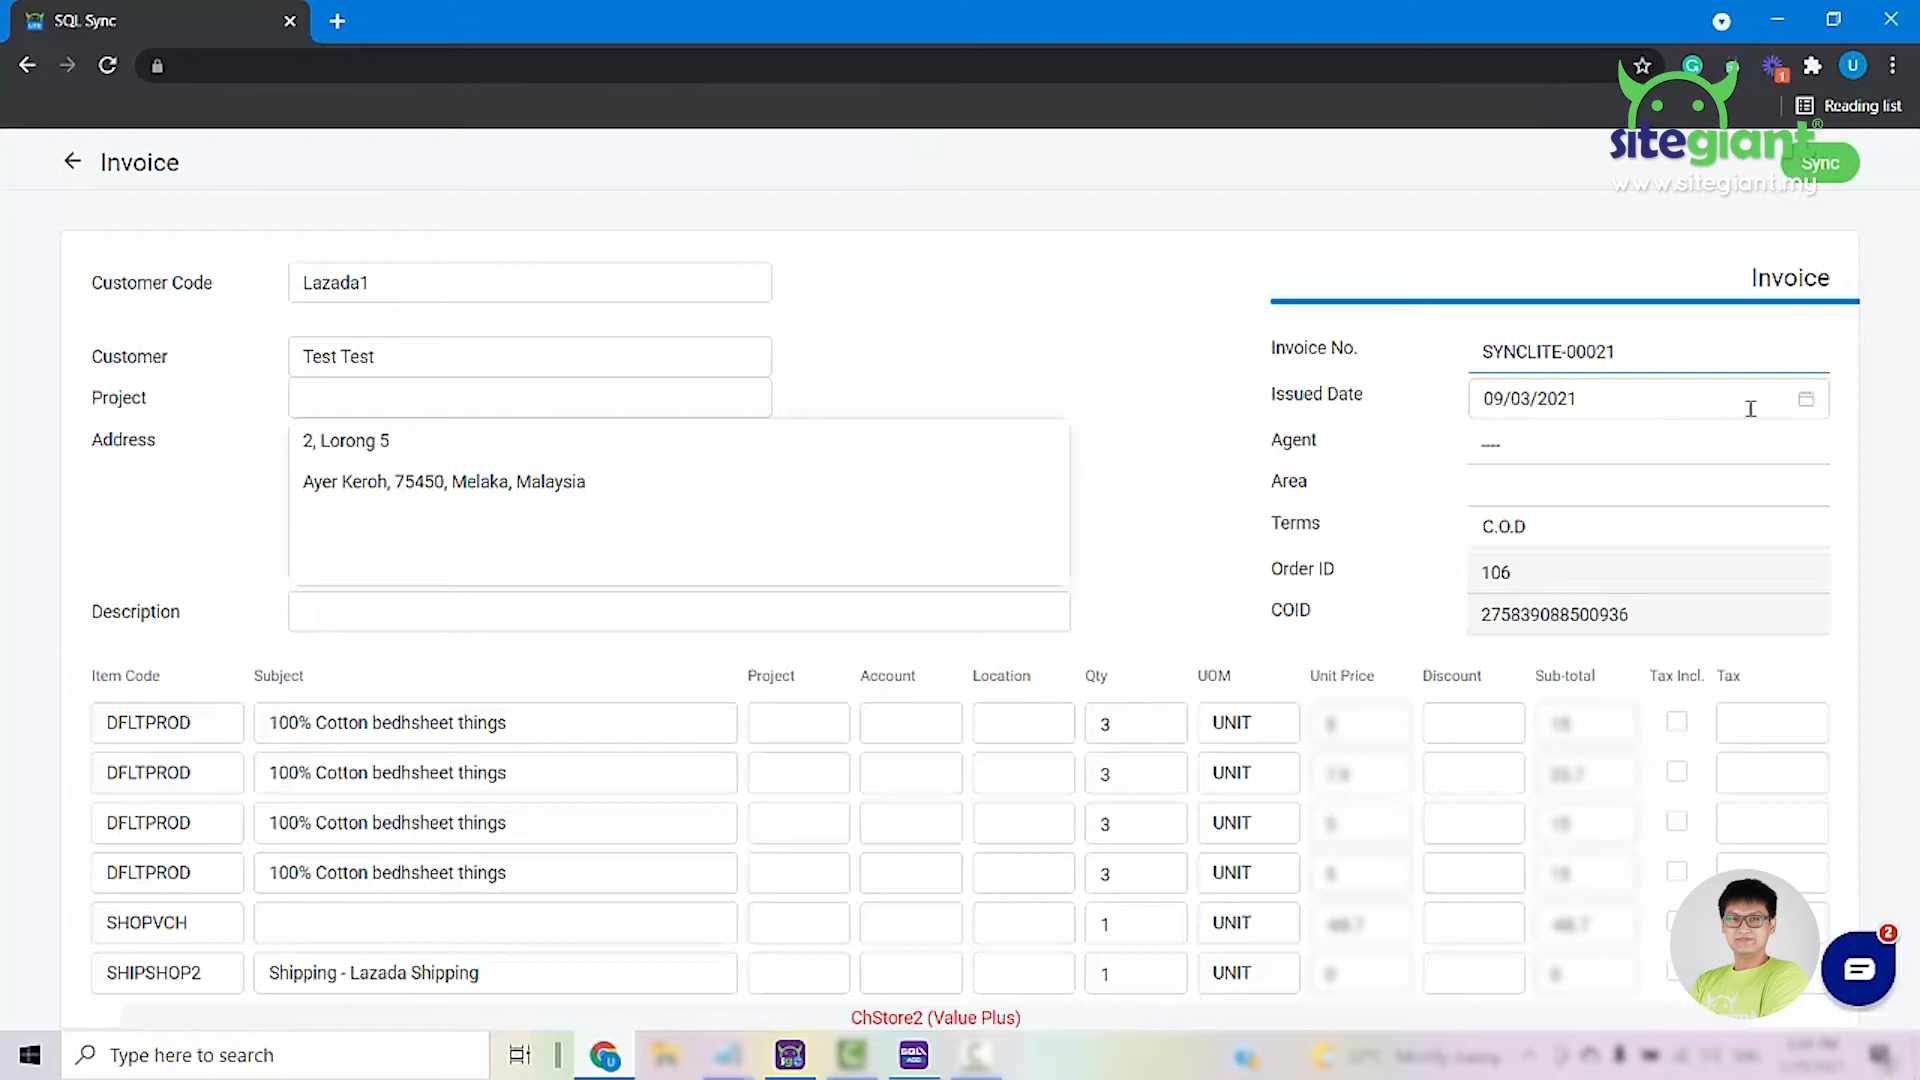 SQL Sync
U
1
Reading list
sitegiant®
www.sitegiant.my
Invoice
Sync
Customer Code
Lazada1
Invoice
Customer
Test Test
Invoice No.
SYNCLITE-00021
Project
Issued Date
09/03/2021
Address
2, Lorong 5
Ayer Keroh, 75450, Melaka, Malaysia
Agent
----
Area
Terms
C.O.D
Order ID
106
Description
COID
275839088500936
Item Code Subject Project Account Location Qty UOM Unit Price Discount Sub-total Tax Incl. Tax
DFLTPROD 100% Cotton bedhsheet things 3 UNIT
DFLTPROD 100% Cotton bedhsheet things 3 UNIT
DFLTPROD 100% Cotton bedhsheet things 3 UNIT
DFLTPROD 100% Cotton bedhsheet things 3 UNIT
SHOPVCH 1 UNIT
SHIPSHOP2 Shipping - Lazada Shipping 1 UNIT
2
ChStore2 (Value Plus)
Type here to search